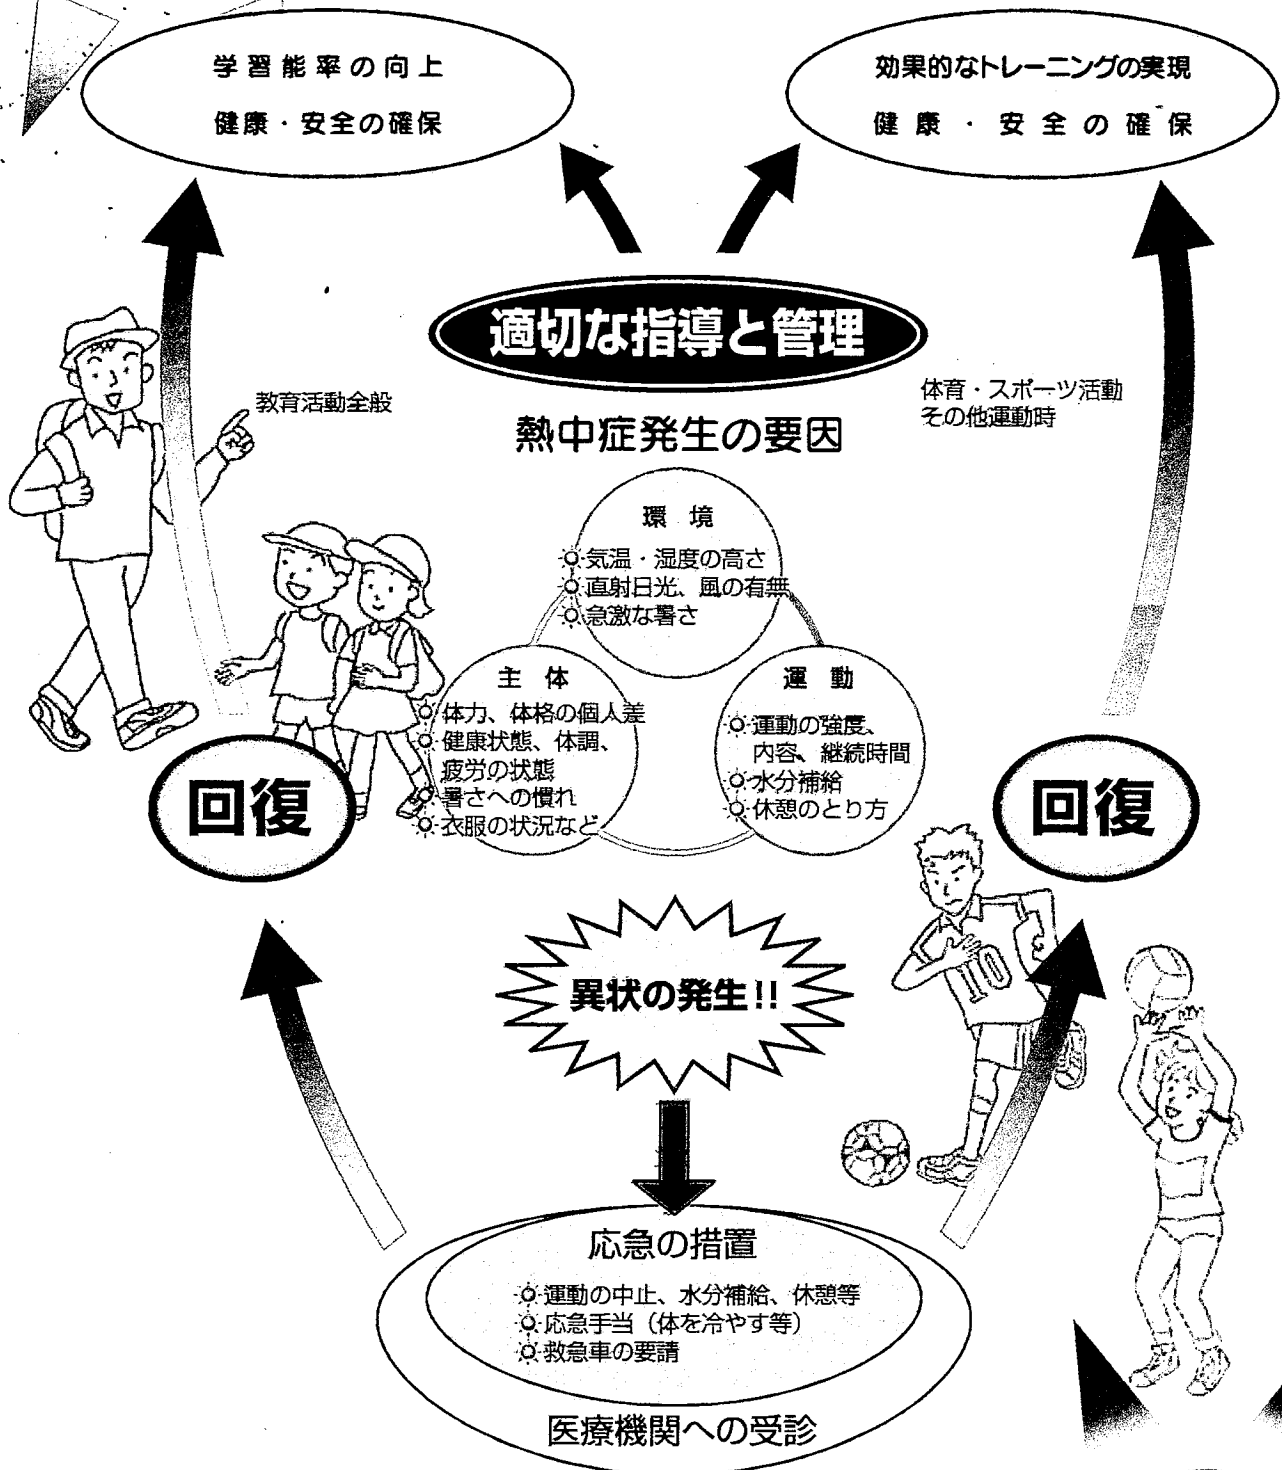 学習能率の向上
健康・安全の確保
効果的なトレーニングの実現
健康・安全の確保
適切な指導と管理
教育活動全般
体育・スポーツ活動
その他運動時
熱中症発生の要因
環境
気温・湿度の高さ
直射日光、風の有無
急激な暑さ
主体
体力、体格の個人差
健康状態、体調、
疲労の状態
暑さへの慣れ
衣服の状況など
運動
運動の強度、
内容、継続時間
水分補給
休憩のとり方
回復
回復
異状の発生!!
10
応急の措置
運動の中止、水分補給、休憩等
応急手当（体を冷やす等）
救急車の要請
医療機関への受診